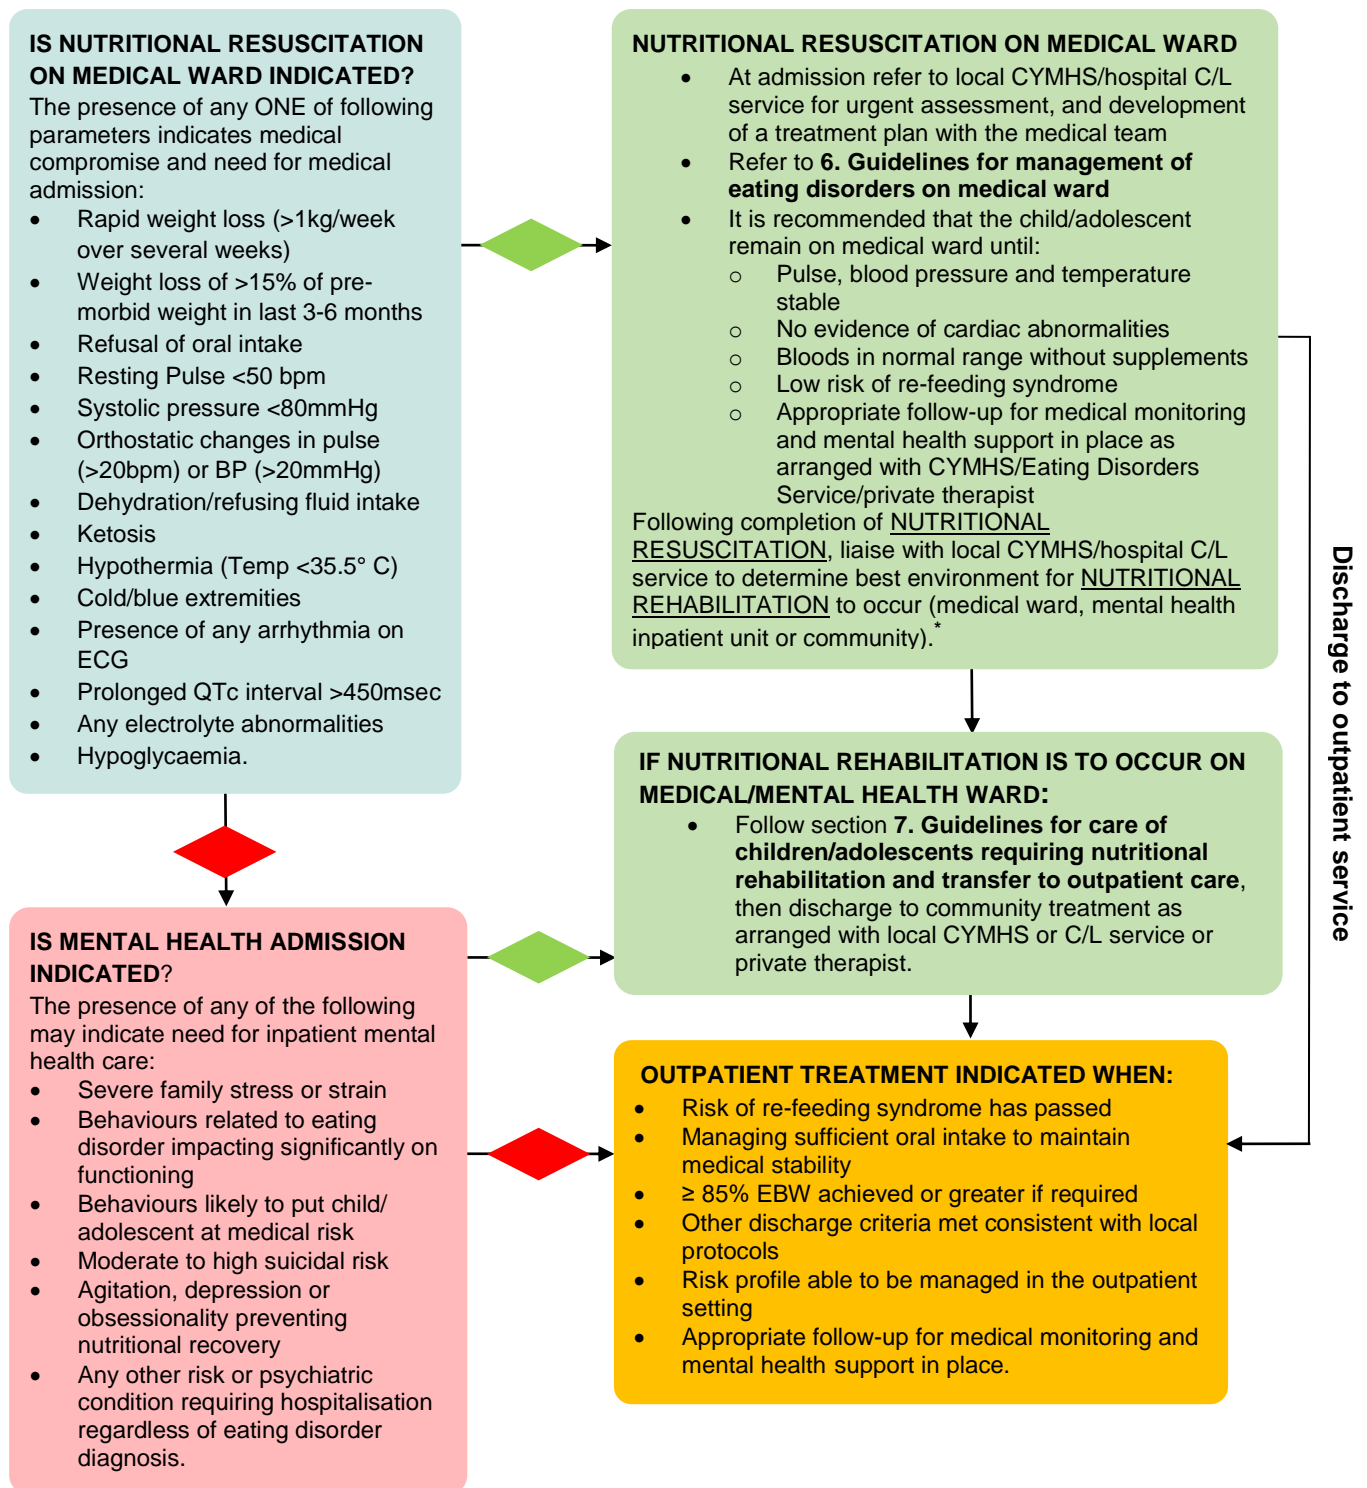 IS NUTRITIONAL RESUSCITATION
ON MEDICAL WARD INDICATED?
The presence of any ONE of following
parameters indicates medical
compromise and need for medical
admission:
• Rapid weight loss (>1kg/week
over several weeks)
• Weight loss of >15% of pre-
morbid weight in last 3-6 months
• Refusal of oral intake
• Resting Pulse <50 bpm
• Systolic pressure <80mmHg
• Orthostatic changes in pulse
(>20bpm) or BP (>20mmHg)
• Dehydration/refusing fluid intake
• Ketosis
• Hypothermia (Temp <35.5° C)
• Cold/blue extremities
• Presence of any arrhythmia on
ECG
• Prolonged QTc interval >450msec
• Any electrolyte abnormalities
• Hypoglycaemia.
NUTRITIONAL RESUSCITATION ON MEDICAL WARD
• At admission refer to local CYMHS/hospital C/L
service for urgent assessment, and development
of a treatment plan with the medical team
• Refer to 6. Guidelines for management of
eating disorders on medical ward
• It is recommended that the child/adolescent
remain on medical ward until:
o Pulse, blood pressure and temperature
stable
o No evidence of cardiac abnormalities
o Bloods in normal range without supplements
o Low risk of re-feeding syndrome
o Appropriate follow-up for medical monitoring
and mental health support in place as
arranged with CYMHS/Eating Disorders
Service/private therapist
Following completion of NUTRITIONAL
RESUSCITATION, liaise with local CYMHS/hospital C/L
service to determine best environment for NUTRITIONAL
REHABILITATION to occur (medical ward, mental health
inpatient unit or community).*
Discharge to outpatient service
IF NUTRITIONAL REHABILITATION IS TO OCCUR ON
MEDICAL/MENTAL HEALTH WARD:
• Follow section 7. Guidelines for care of
children/adolescents requiring nutritional
rehabilitation and transfer to outpatient care,
then discharge to community treatment as
arranged with local CYMHS or C/L service or
private therapist.
IS MENTAL HEALTH ADMISSION
INDICATED?
The presence of any of the following
may indicate need for inpatient mental
health care:
• Severe family stress or strain
• Behaviours related to eating
disorder impacting significantly on
functioning
• Behaviours likely to put child/
adolescent at medical risk
• Moderate to high suicidal risk
• Agitation, depression or
obsessionality preventing
nutritional recovery
• Any other risk or psychiatric
condition requiring hospitalisation
regardless of eating disorder
diagnosis.
OUTPATIENT TREATMENT INDICATED WHEN:
• Risk of re-feeding syndrome has passed
• Managing sufficient oral intake to maintain
medical stability
• ≥ 85% EBW achieved or greater if required
• Other discharge criteria met consistent with local
protocols
• Risk profile able to be managed in the outpatient
setting
• Appropriate follow-up for medical monitoring and
mental health support in place.